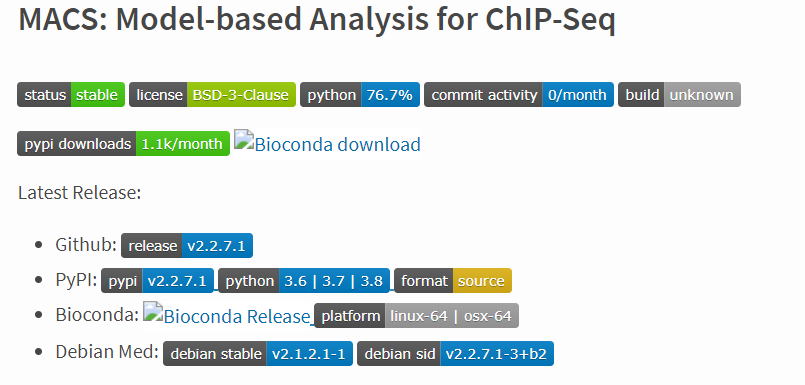 MACS: Model-based Analysis for ChIP-Seq
status stable license BSD-3-Clause python 76.7% commit activity 0/month build unknown
pypi downloads 1.1k/month Bioconda download
Latest Release:
• Github: release v2.2.7.1
• PyPI: pypi v2.2.7.1 python 3.6 | 3.7 | 3.8 format source
• Bioconda: Bioconda Release platform linux-64 | osx-64
• Debian Med: debian stable v2.1.2.1-1 debian sid v2.2.7.1-3+b2